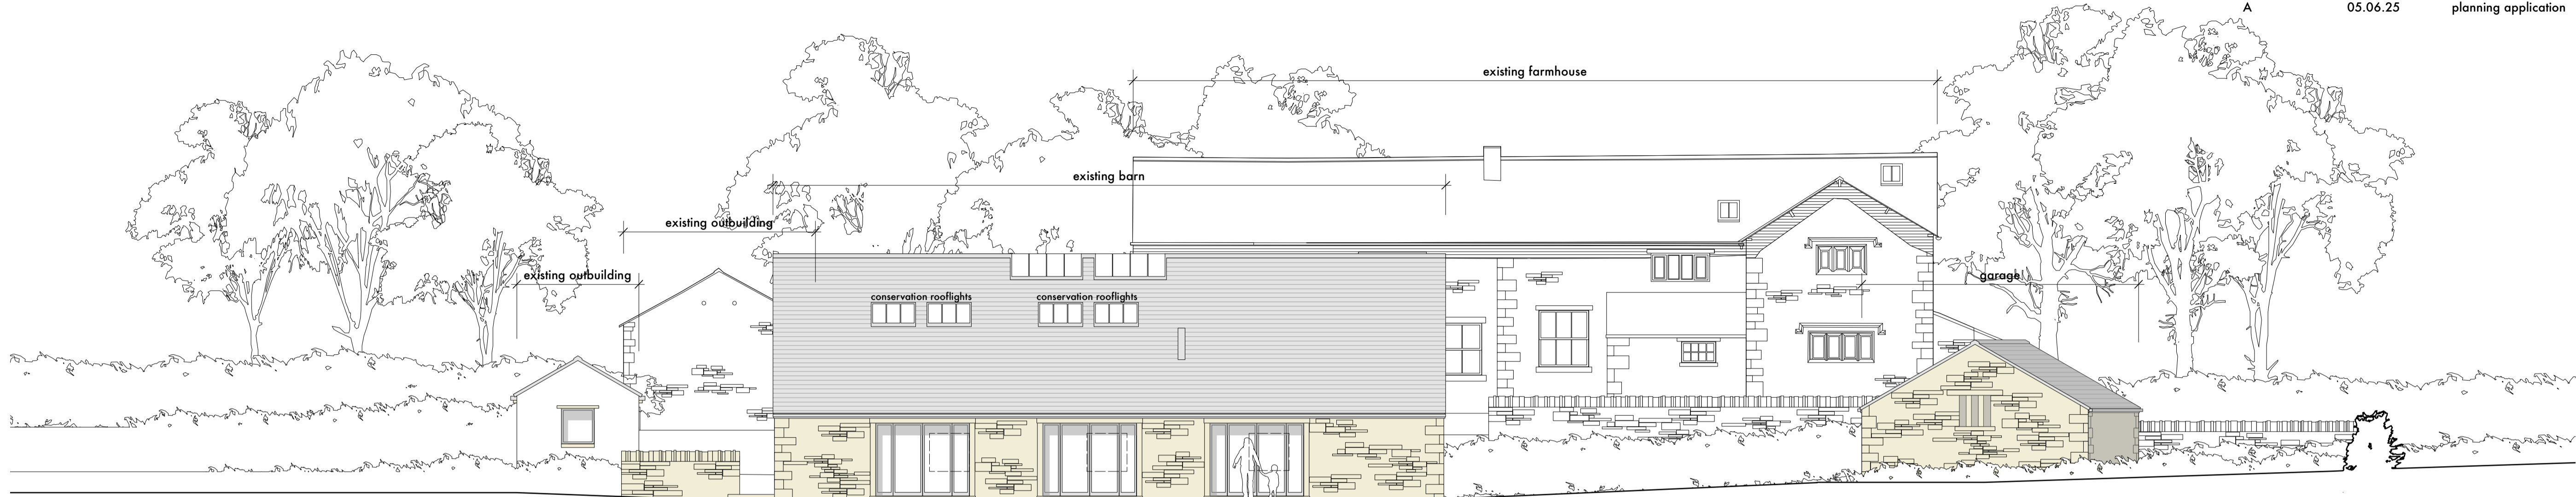 A 05.06.25 planning application
existing farmhouse
existing barn
existing outbuilding
existing outbuilding
garage
conservation rooflights
conservation rooflights